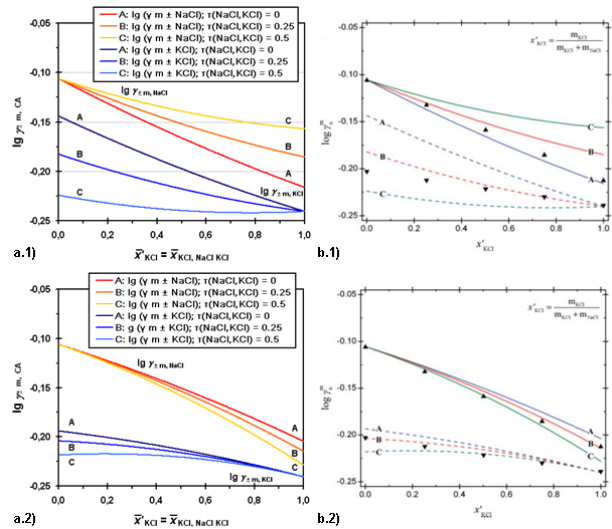 A: lg (γ m ± NaCl); τ(NaCl,KCl) = 0
B: lg (γ m ± NaCl); τ(NaCl,KCl) = 0.25
C: lg (γ m ± NaCl); τ(NaCl,KCl) = 0.5
A: lg (γ m ± KCl); τ(NaCl,KCl) = 0
B: lg (γ m ± KCl); τ(NaCl,KCl) = 0.25
C: lg (γ m ± KCl); τ(NaCl,KCl) = 0.5
-0,05
-0,10
-0,15
-0,20
-0,25
lg γ± m, CA
lg γ± m, NaCl
C
B
A
A
B
C
lg γ± m, KCl
0,0 0,2 0,4 0,6 0,8 1,0
a.1)
x̄'KCl = x̄KCl, NaCl KCl
x'KCl = mKCl / (mKCl + mNaCl)
-0.05
-0.10
-0.15
-0.20
-0.25
log γ±m
C
B
A
A
B
C
0.0 0.2 0.4 0.6 0.8 1.0
b.1)
x'KCl
A: lg (γ m ± NaCl); τ(NaCl,KCl) = 0
B: lg (γ m ± NaCl); τ(NaCl,KCl) = 0.25
C: lg (γ m ± NaCl); τ(NaCl,KCl) = 0.5
A: lg (γ m ± KCl); τ(NaCl,KCl) = 0
B: g (γ m ± KCl); τ(NaCl,KCl) = 0.25
C: lg (γ m ± KCl); τ(NaCl,KCl) = 0.5
-0,05
-0,10
-0,15
-0,20
-0,25
lg γ± m, CA
lg γ± m, NaCl
A
B
C
A
B
C
lg γ± m, KCl
0,0 0,2 0,4 0,6 0,8 1,0
a.2)
x̄'KCl = x̄KCl, NaCl KCl
x'KCl = mKCl / (mKCl + mNaCl)
-0.05
-0.10
-0.15
-0.20
-0.25
log γ±m
A
B
C
A
B
C
0.0 0.2 0.4 0.6 0.8 1.0
b.2)
x'KCl